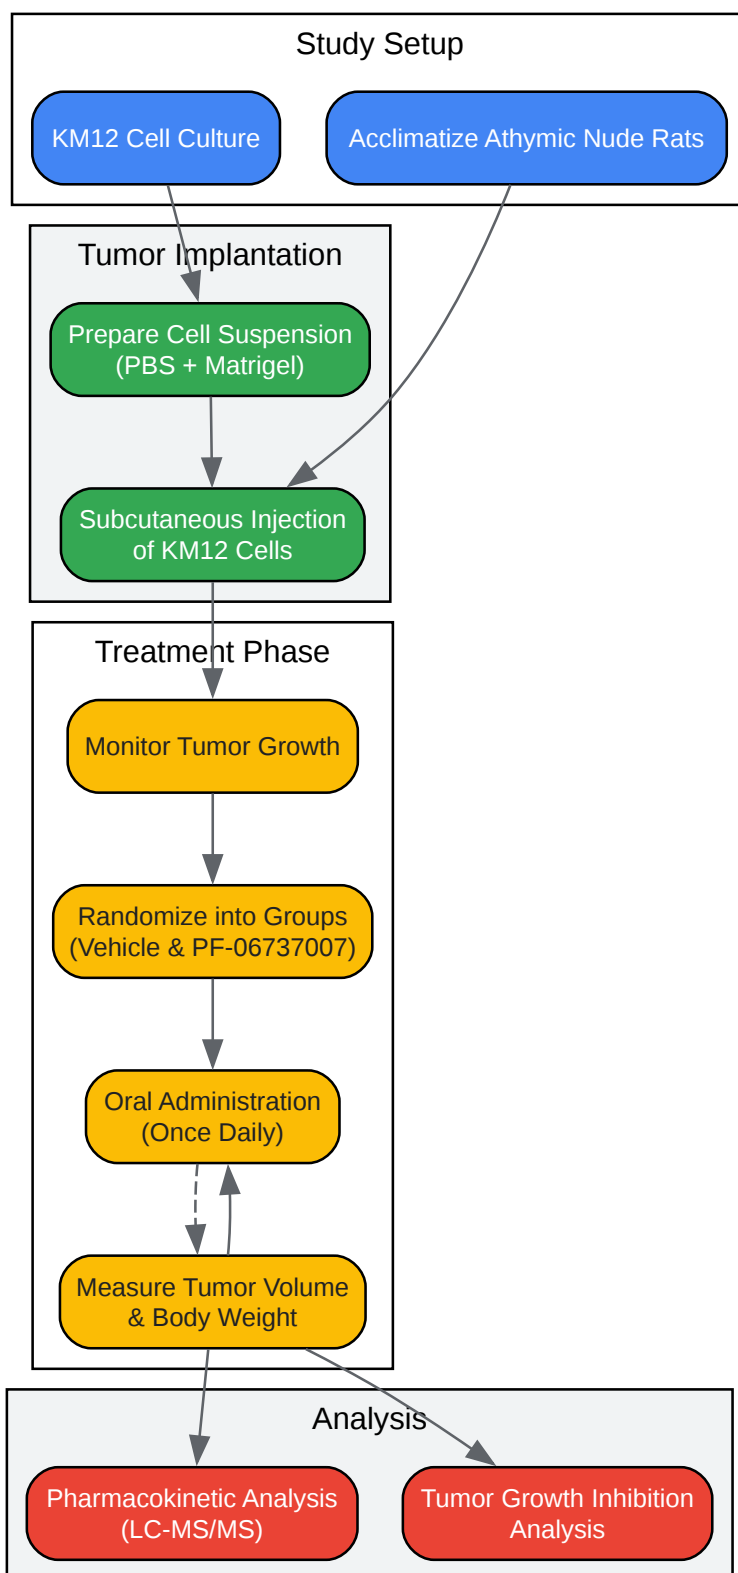 Study Setup
KM12 Cell Culture
Acclimatize Athymic Nude Rats
Tumor Implantation
Prepare Cell Suspension
(PBS + Matrigel)
Subcutaneous Injection
of KM12 Cells
Treatment Phase
Monitor Tumor Growth
Randomize into Groups
(Vehicle & PF-06737007)
Oral Administration
(Once Daily)
Measure Tumor Volume
& Body Weight
Analysis
Pharmacokinetic Analysis
(LC-MS/MS)
Tumor Growth Inhibition
Analysis